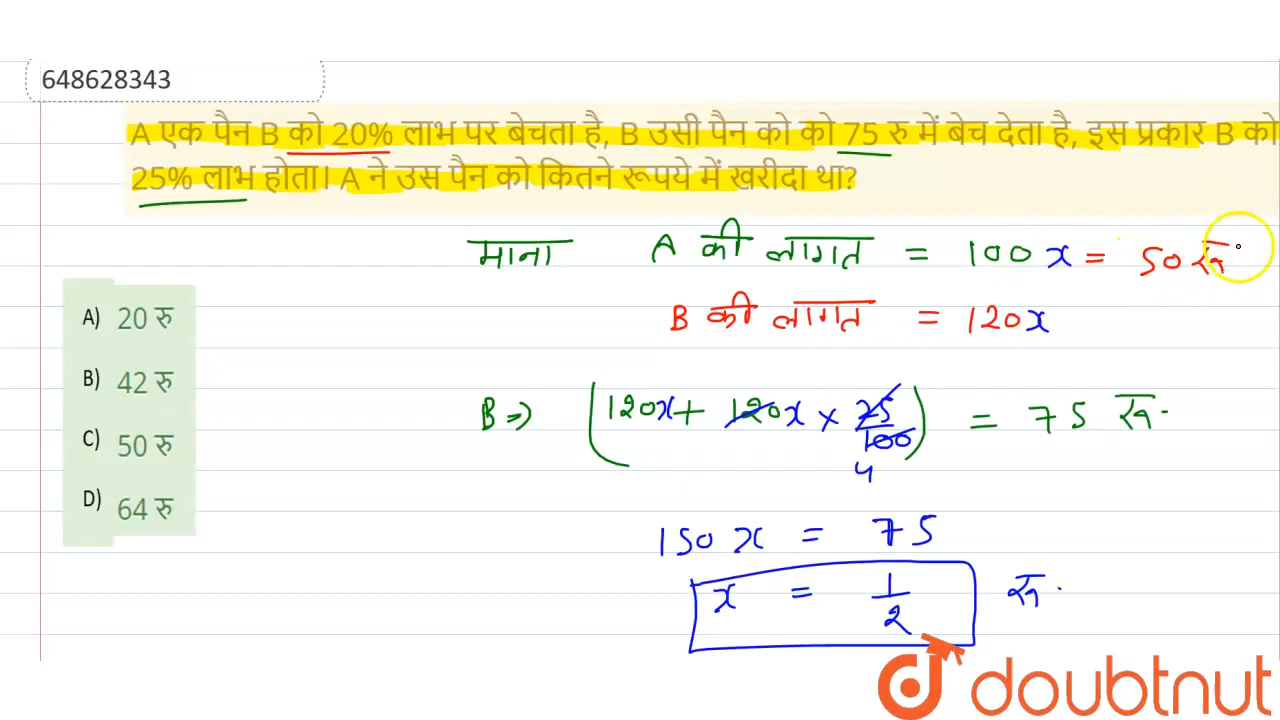 648628343
A एक पैन B को 20% लाभ पर बेचता है, B उसी पैन को को 75 रु में बेच देता है, इस प्रकार B को
25% लाभ होता। A ने उस पैन को कितने रूपये में खरीदा था?
माना A की लागत = 100x = 50 रु
B की लागत = 120x
A) 20 रु
B) 42 रु
C) 50 रु
D) 64 रु
B ⇒ (120x + 120x × 25/100) = 75 रु.
4
150x = 75
x = 1/2 रु.
doubtnut